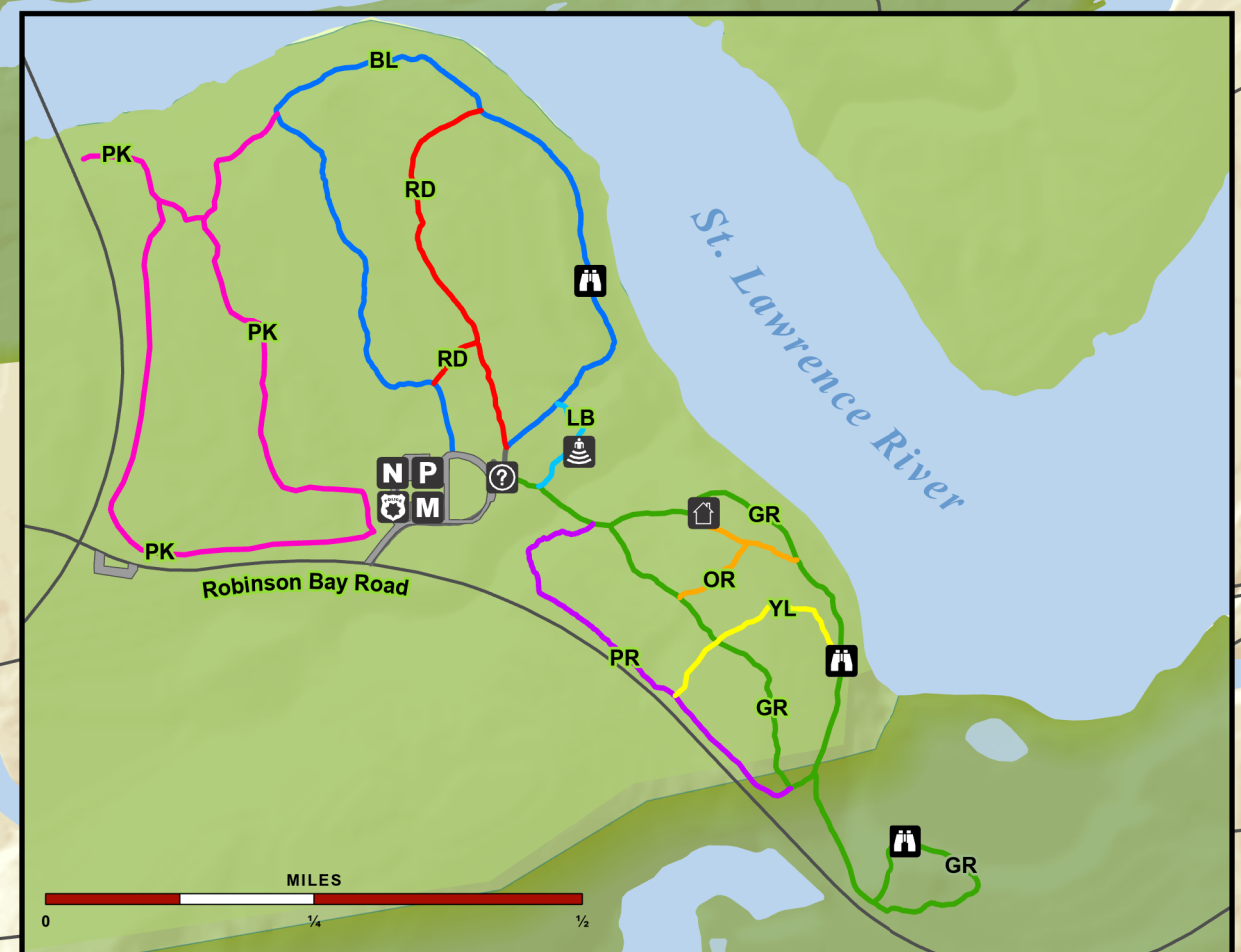 BL
PK
RD
St. Lawrence River
PK
RD
LB
N P
?
POLICE M
GR
PK
OR
Robinson Bay Road
YL
PR
GR
GR
MILES
0 ¼ ½